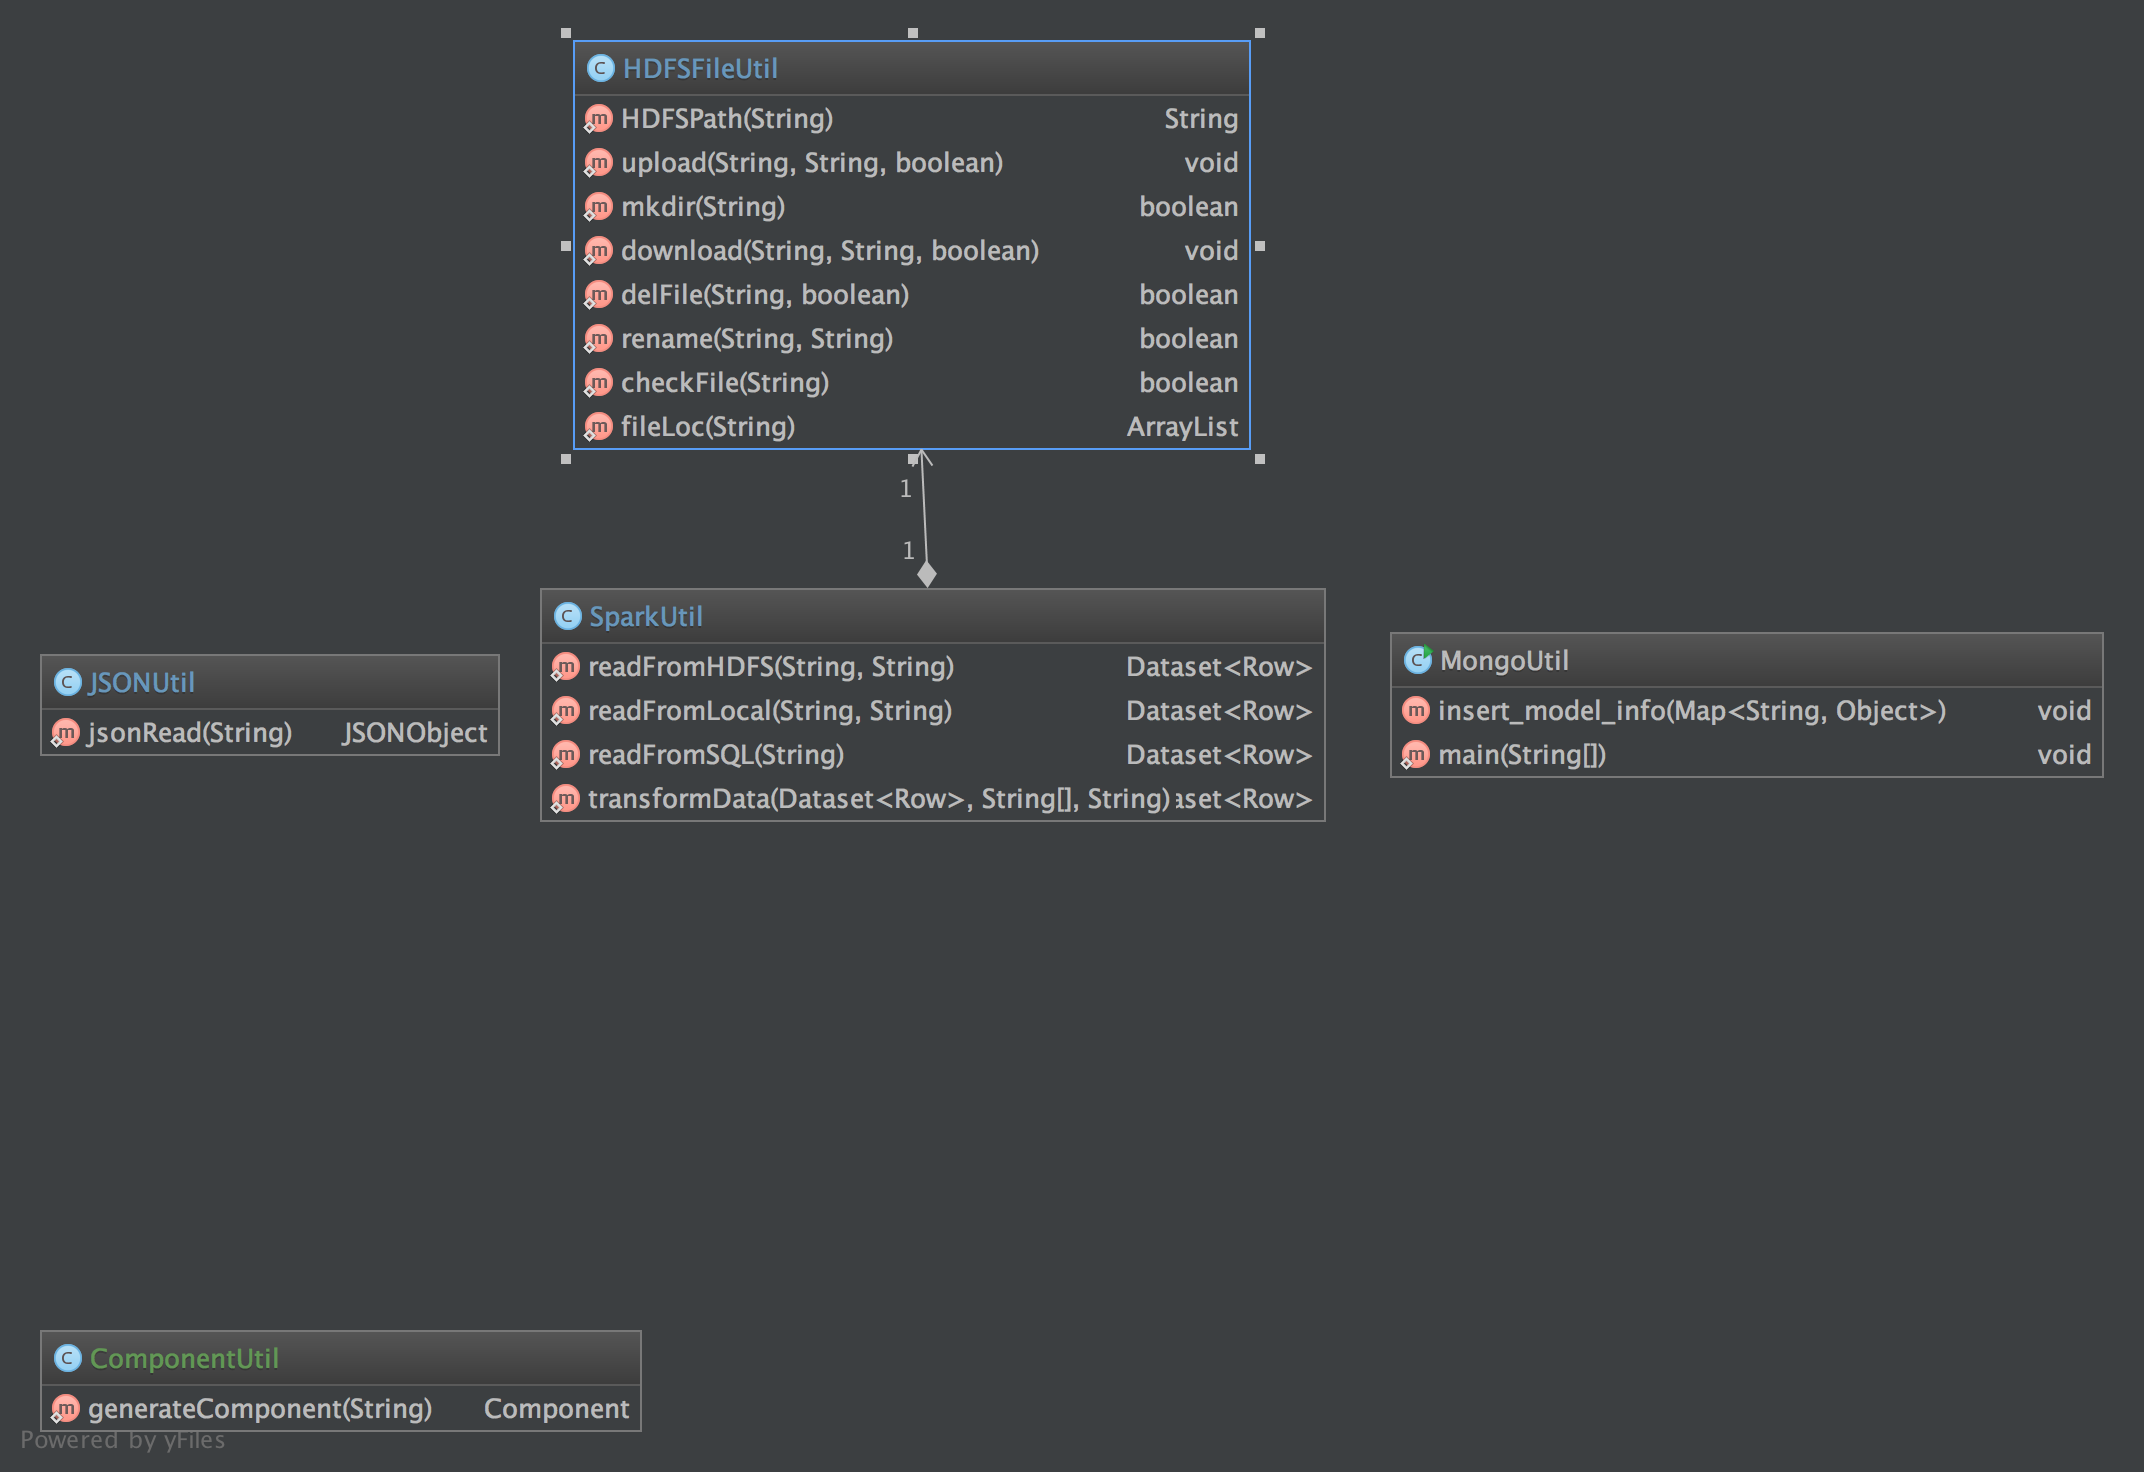 HDFSFileUtil
HDFSPath(String) String
upload(String, String, boolean) void
mkdir(String) boolean
download(String, String, boolean) void
delFile(String, boolean) boolean
rename(String, String) boolean
checkFile(String) boolean
fileLoc(String) ArrayList
1
1
SparkUtil
readFromHDFS(String, String) Dataset<Row>
readFromLocal(String, String) Dataset<Row>
readFromSQL(String) Dataset<Row>
transformData(Dataset<Row>, String[], String) aset<Row>
JSONUtil
jsonRead(String) JSONObject
MongoUtil
insert_model_info(Map<String, Object>) void
main(String[]) void
ComponentUtil
generateComponent(String) Component
Powered by yFiles